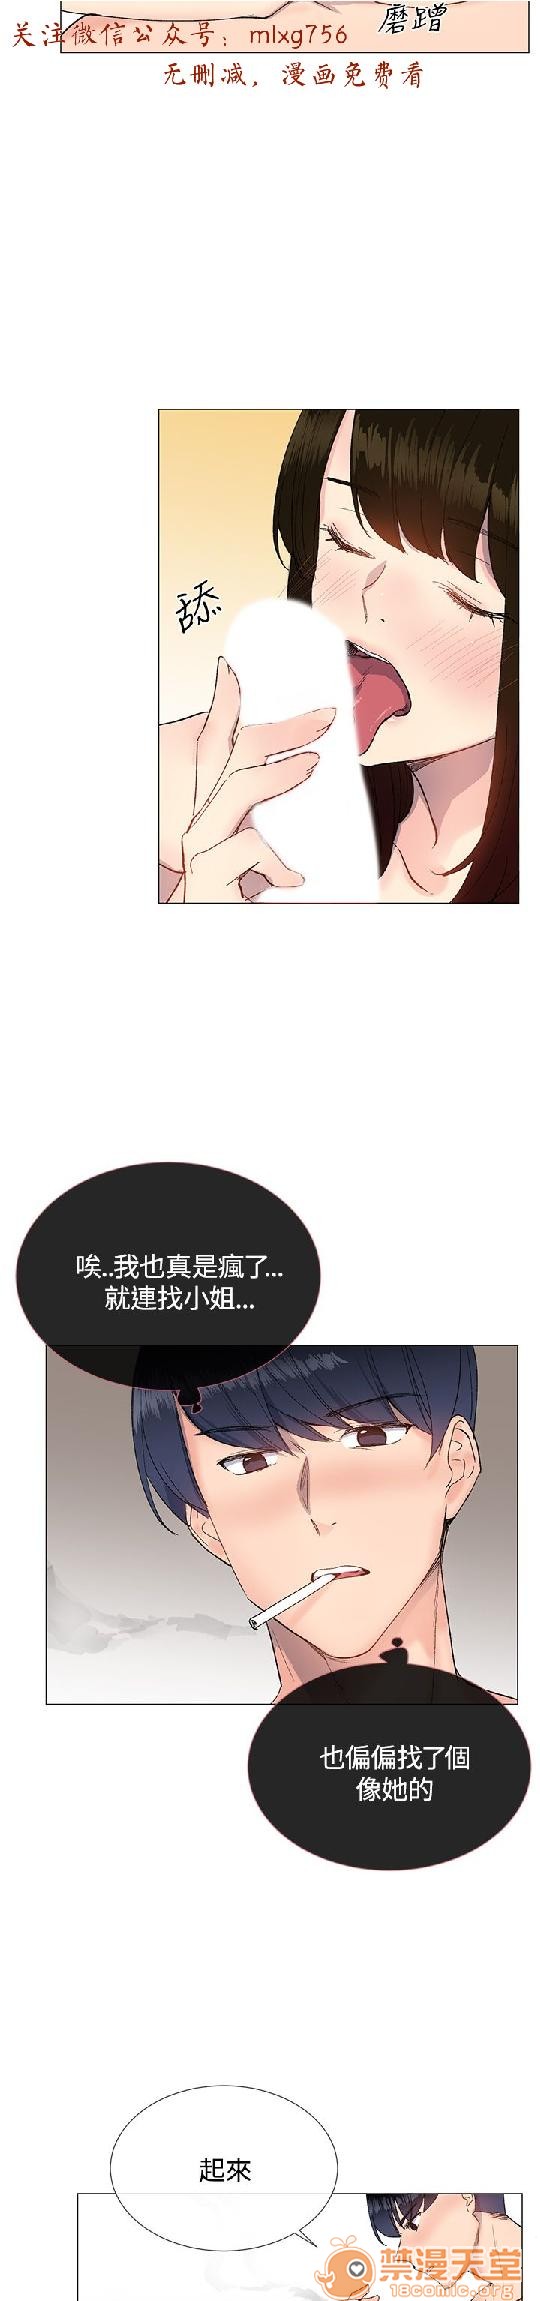 磨蹭
关注微信公众号：mlxg756
无删减，漫画免费看
舔
唉..我也真是瘋了...
就連找小姐...
也偏偏找了個
像她的
起來
禁漫天堂
18comic.org